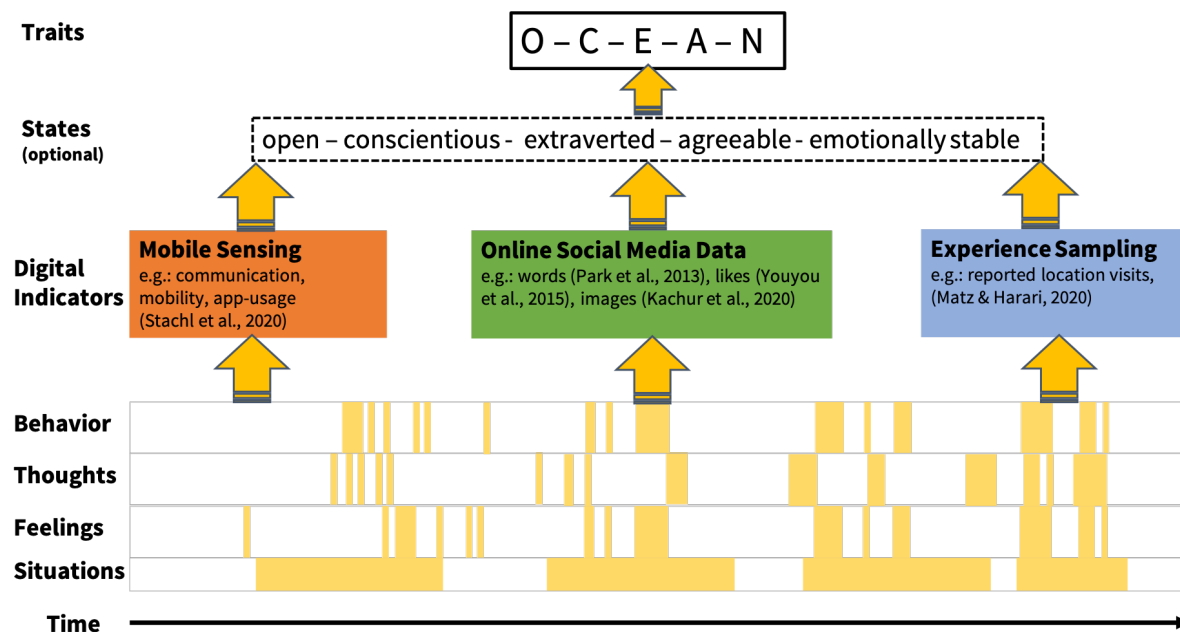 Traits
O – C – E – A – N
States
(optional)
open – conscientious - extraverted – agreeable - emotionally stable
Digital
Indicators
Mobile Sensing
e.g.: communication,
mobility, app-usage
(Stachl et al., 2020)
Online Social Media Data
e.g.: words (Park et al., 2013), likes (Youyou
et al., 2015), images (Kachur et al., 2020)
Experience Sampling
e.g.: reported location visits,
(Matz & Harari, 2020)
Behavior
Thoughts
Feelings
Situations
Time